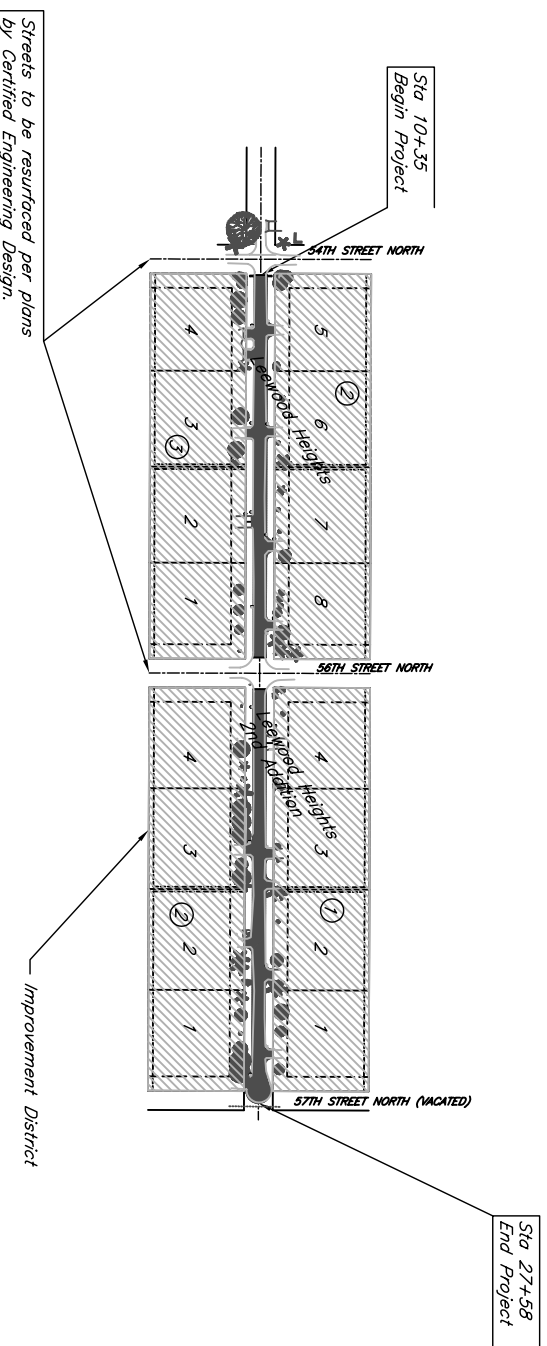 Sta 10+35
Begin Project
54TH STREET NORTH
5
6
7
8
2
Leewood Heights
4
3
2
1
3
56TH STREET NORTH
4
3
2
1
1
Leewood Heights
2nd Addition
4
3
2
1
2
57TH STREET NORTH (VACATED)
Sta 27+58
End Project
Improvement District
Streets to be resurfaced per plans
by Certified Engineering Design.